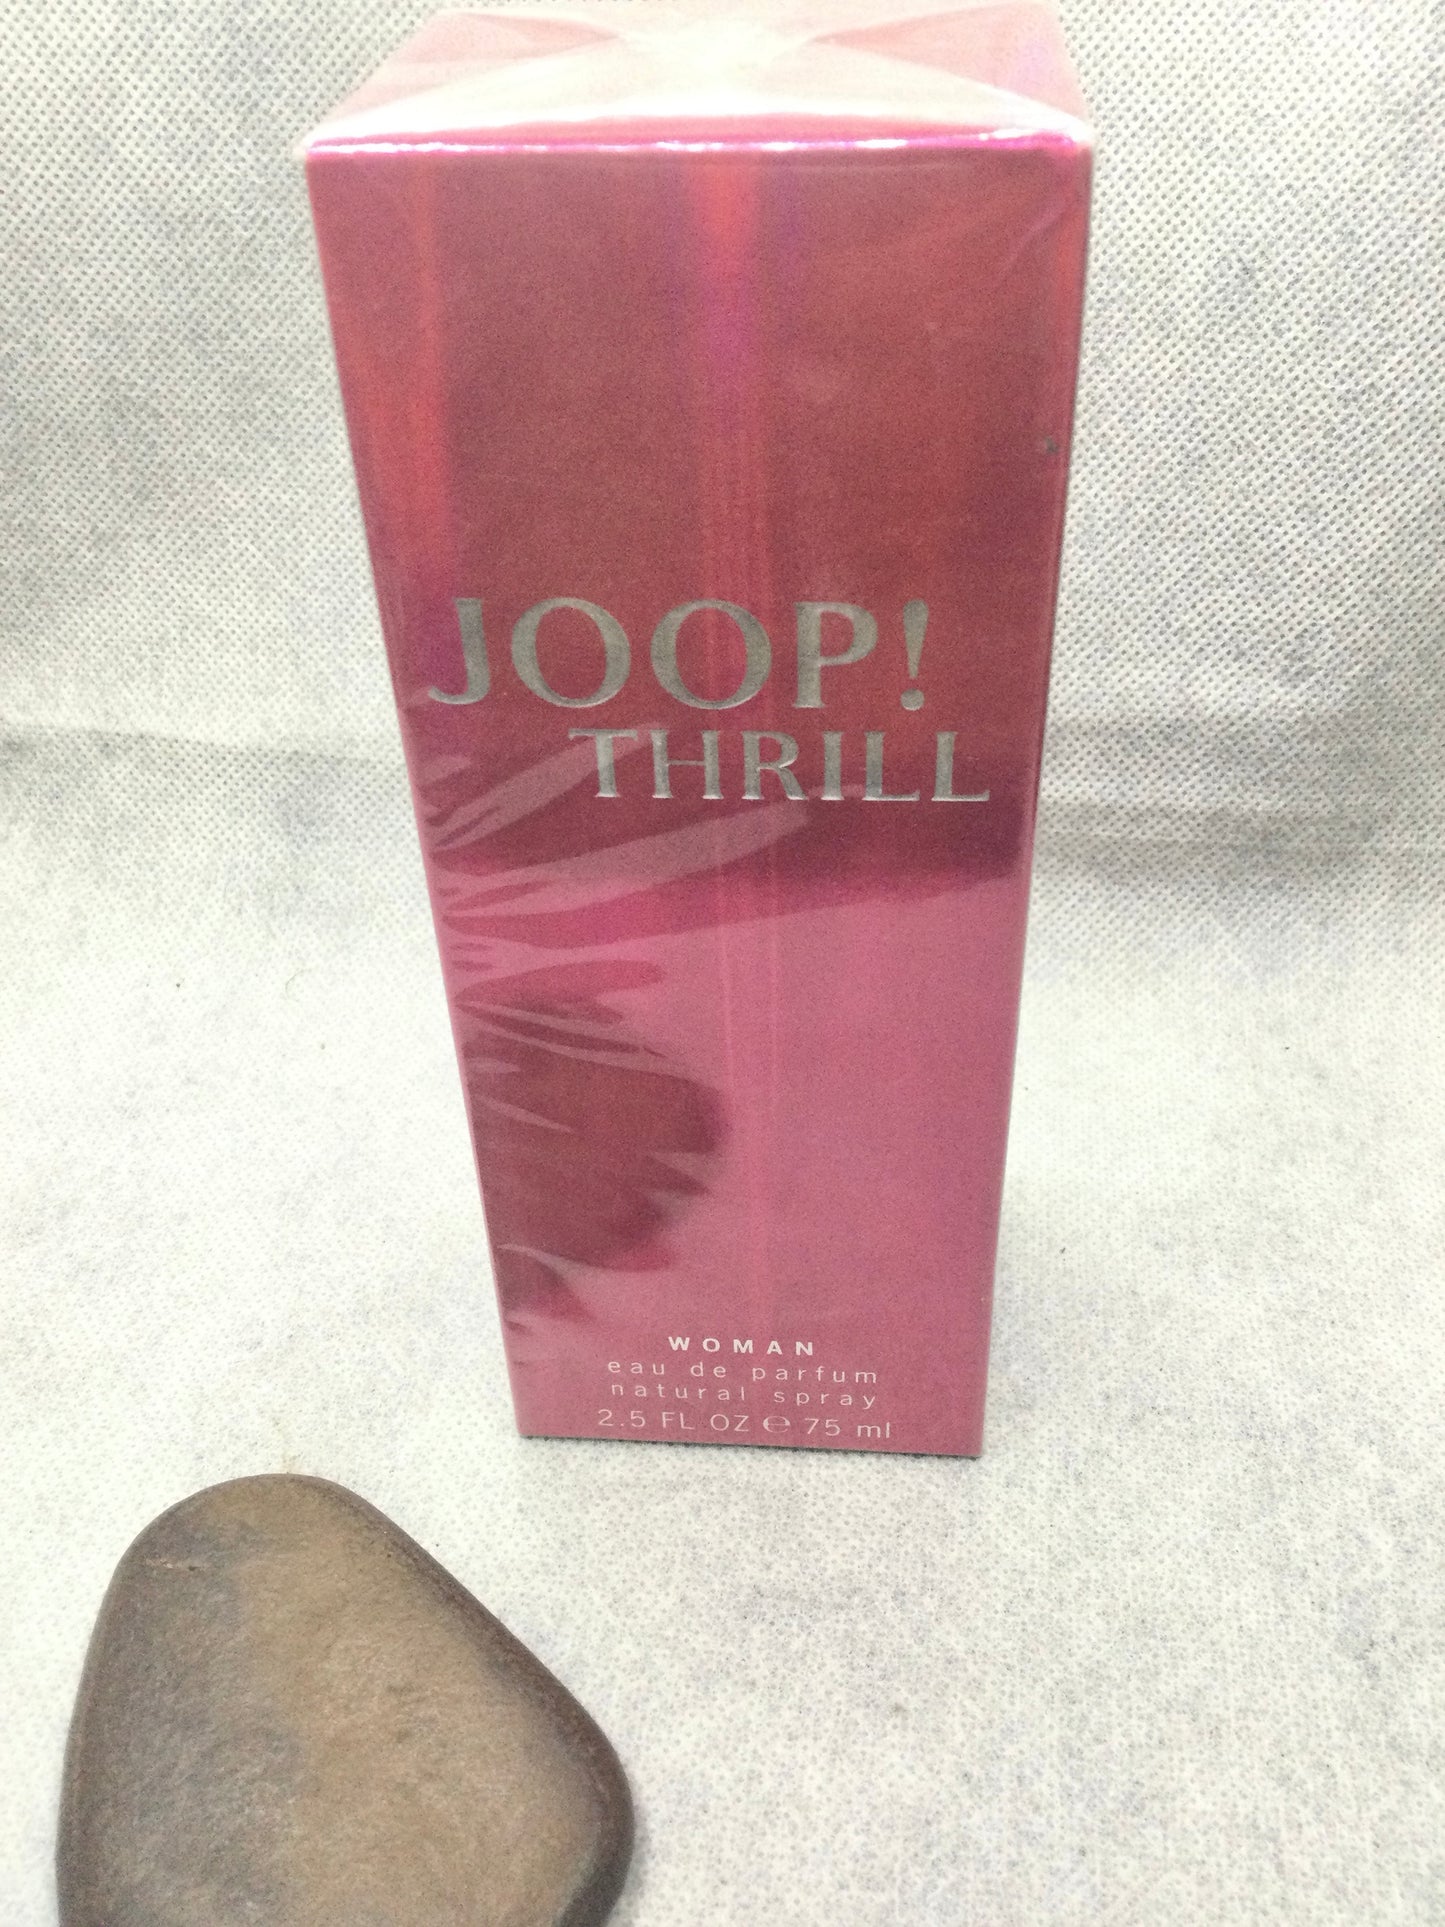 JOOP!
THRILL
WOMAN
eau de parfum
natural spray
2.5 FL OZ ℮ 75 ml